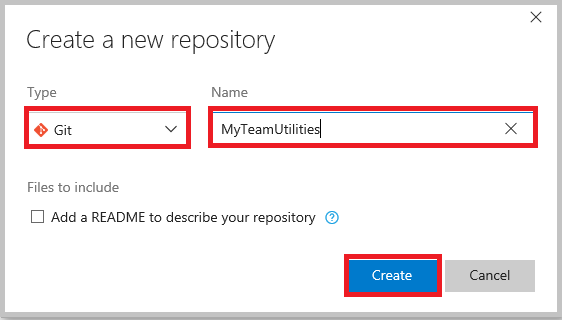 Create a new repository
Type Name
Git MyTeamUtilities
Files to include
Add a README to describe your repository ?
Create Cancel